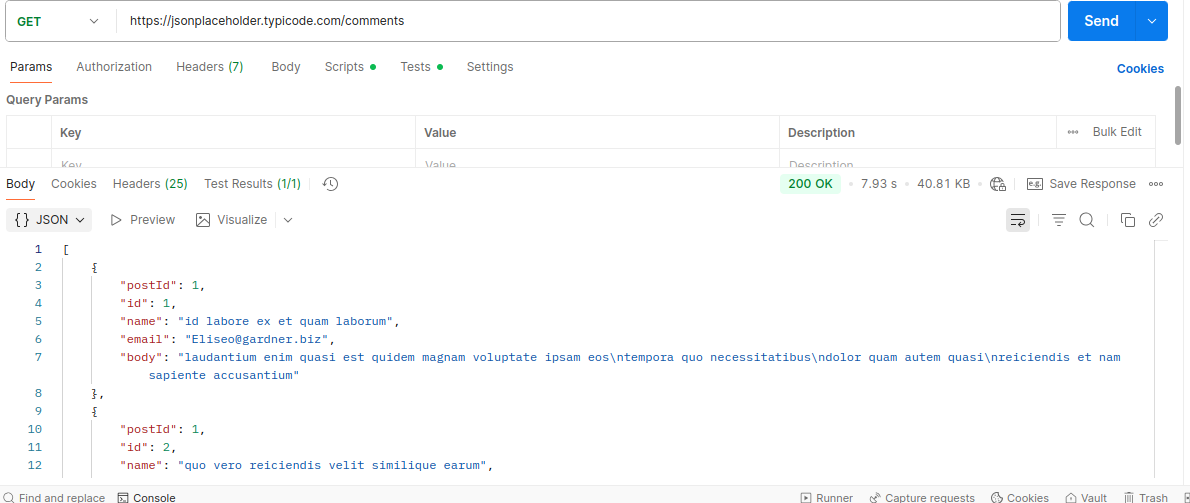 GET https://jsonplaceholder.typicode.com/comments Send
Params Authorization Headers (7) Body Scripts Tests Settings Cookies
Query Params
Key Value Description Bulk Edit
Key Value Description
Body Cookies Headers (25) Test Results (1/1) 200 OK 7.93 s 40.81 KB e.g. Save Response
{ } JSON Preview Visualize
1 [
2 {
3 "postId": 1,
4 "id": 1,
5 "name": "id labore ex et quam laborum",
6 "email": "Eliseo@gardner.biz",
7 "body": "laudantium enim quasi est quidem magnam voluptate ipsam eos\ntempora quo necessitatibus\ndolor quam autem quasi\nreiciendis et nam
sapiente accusantium"
8 },
9 {
10 "postId": 1,
11 "id": 2,
12 "name": "quo vero reiciendis velit similique earum",
Find and replace Console Runner Capture requests Cookies Vault Trash